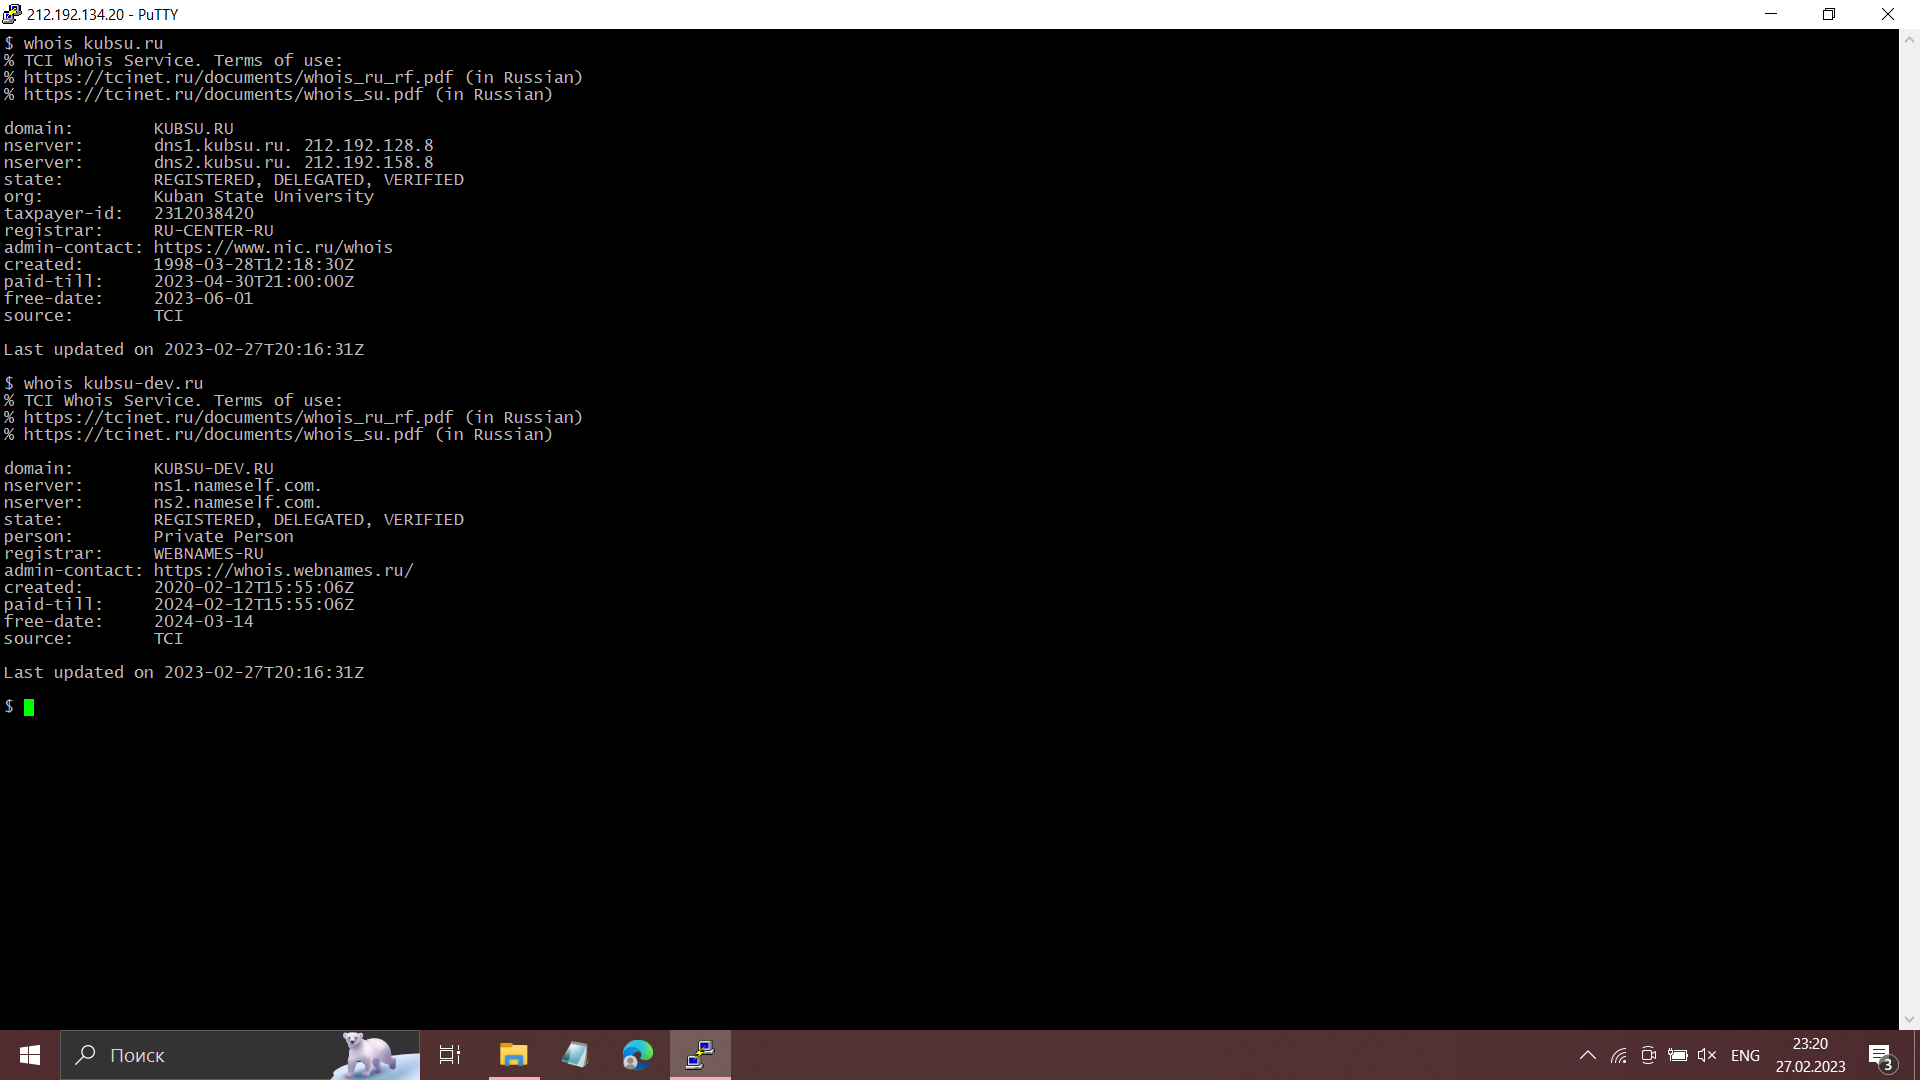 212.192.134.20 - PuTTY
$ whois kubsu.ru
% TCI Whois Service. Terms of use:
% https://tcinet.ru/documents/whois_ru_rf.pdf (in Russian)
% https://tcinet.ru/documents/whois_su.pdf (in Russian)
domain:        KUBSU.RU
nserver:       dns1.kubsu.ru. 212.192.128.8
nserver:       dns2.kubsu.ru. 212.192.158.8
state:         REGISTERED, DELEGATED, VERIFIED
org:           Kuban State University
taxpayer-id:   2312038420
registrar:     RU-CENTER-RU
admin-contact: https://www.nic.ru/whois
created:       1998-03-28T12:18:30Z
paid-till:     2023-04-30T21:00:00Z
free-date:     2023-06-01
source:        TCI
Last updated on 2023-02-27T20:16:31Z
$ whois kubsu-dev.ru
% TCI Whois Service. Terms of use:
% https://tcinet.ru/documents/whois_ru_rf.pdf (in Russian)
% https://tcinet.ru/documents/whois_su.pdf (in Russian)
domain:        KUBSU-DEV.RU
nserver:       ns1.nameself.com.
nserver:       ns2.nameself.com.
state:         REGISTERED, DELEGATED, VERIFIED
person:        Private Person
registrar:     WEBNAMES-RU
admin-contact: https://whois.webnames.ru/
created:       2020-02-12T15:55:06Z
paid-till:     2024-02-12T15:55:06Z
free-date:     2024-03-14
source:        TCI
Last updated on 2023-02-27T20:16:31Z
$
Поиск
ENG
23:20
27.02.2023
3